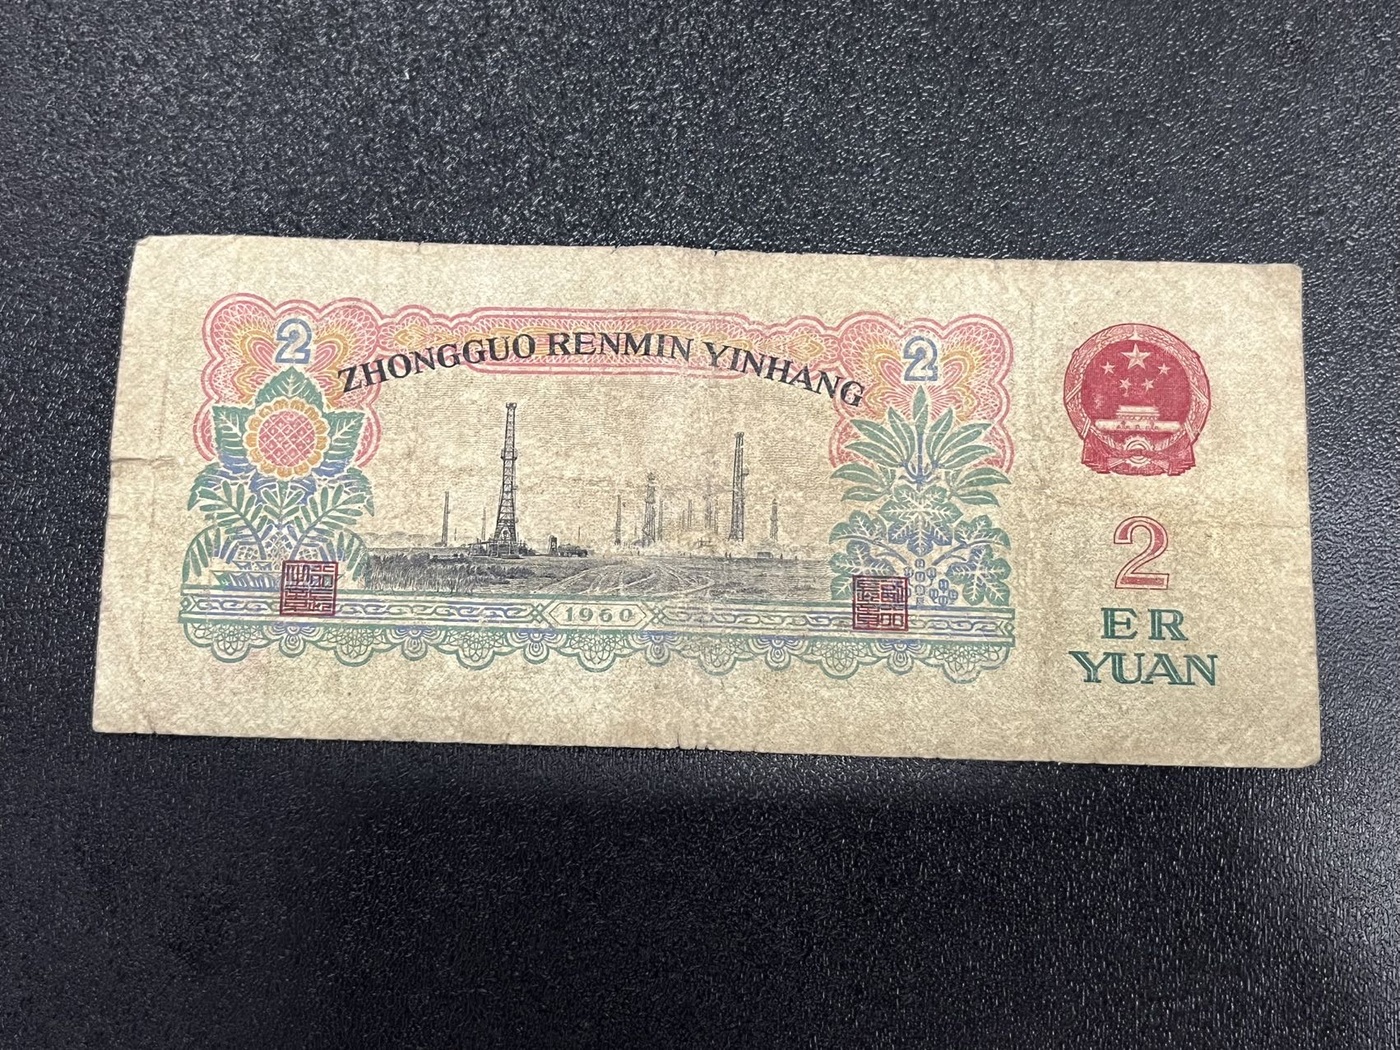 2
ZHONGGUO RENMIN YINHANG
2
1960
2
ER
YUAN